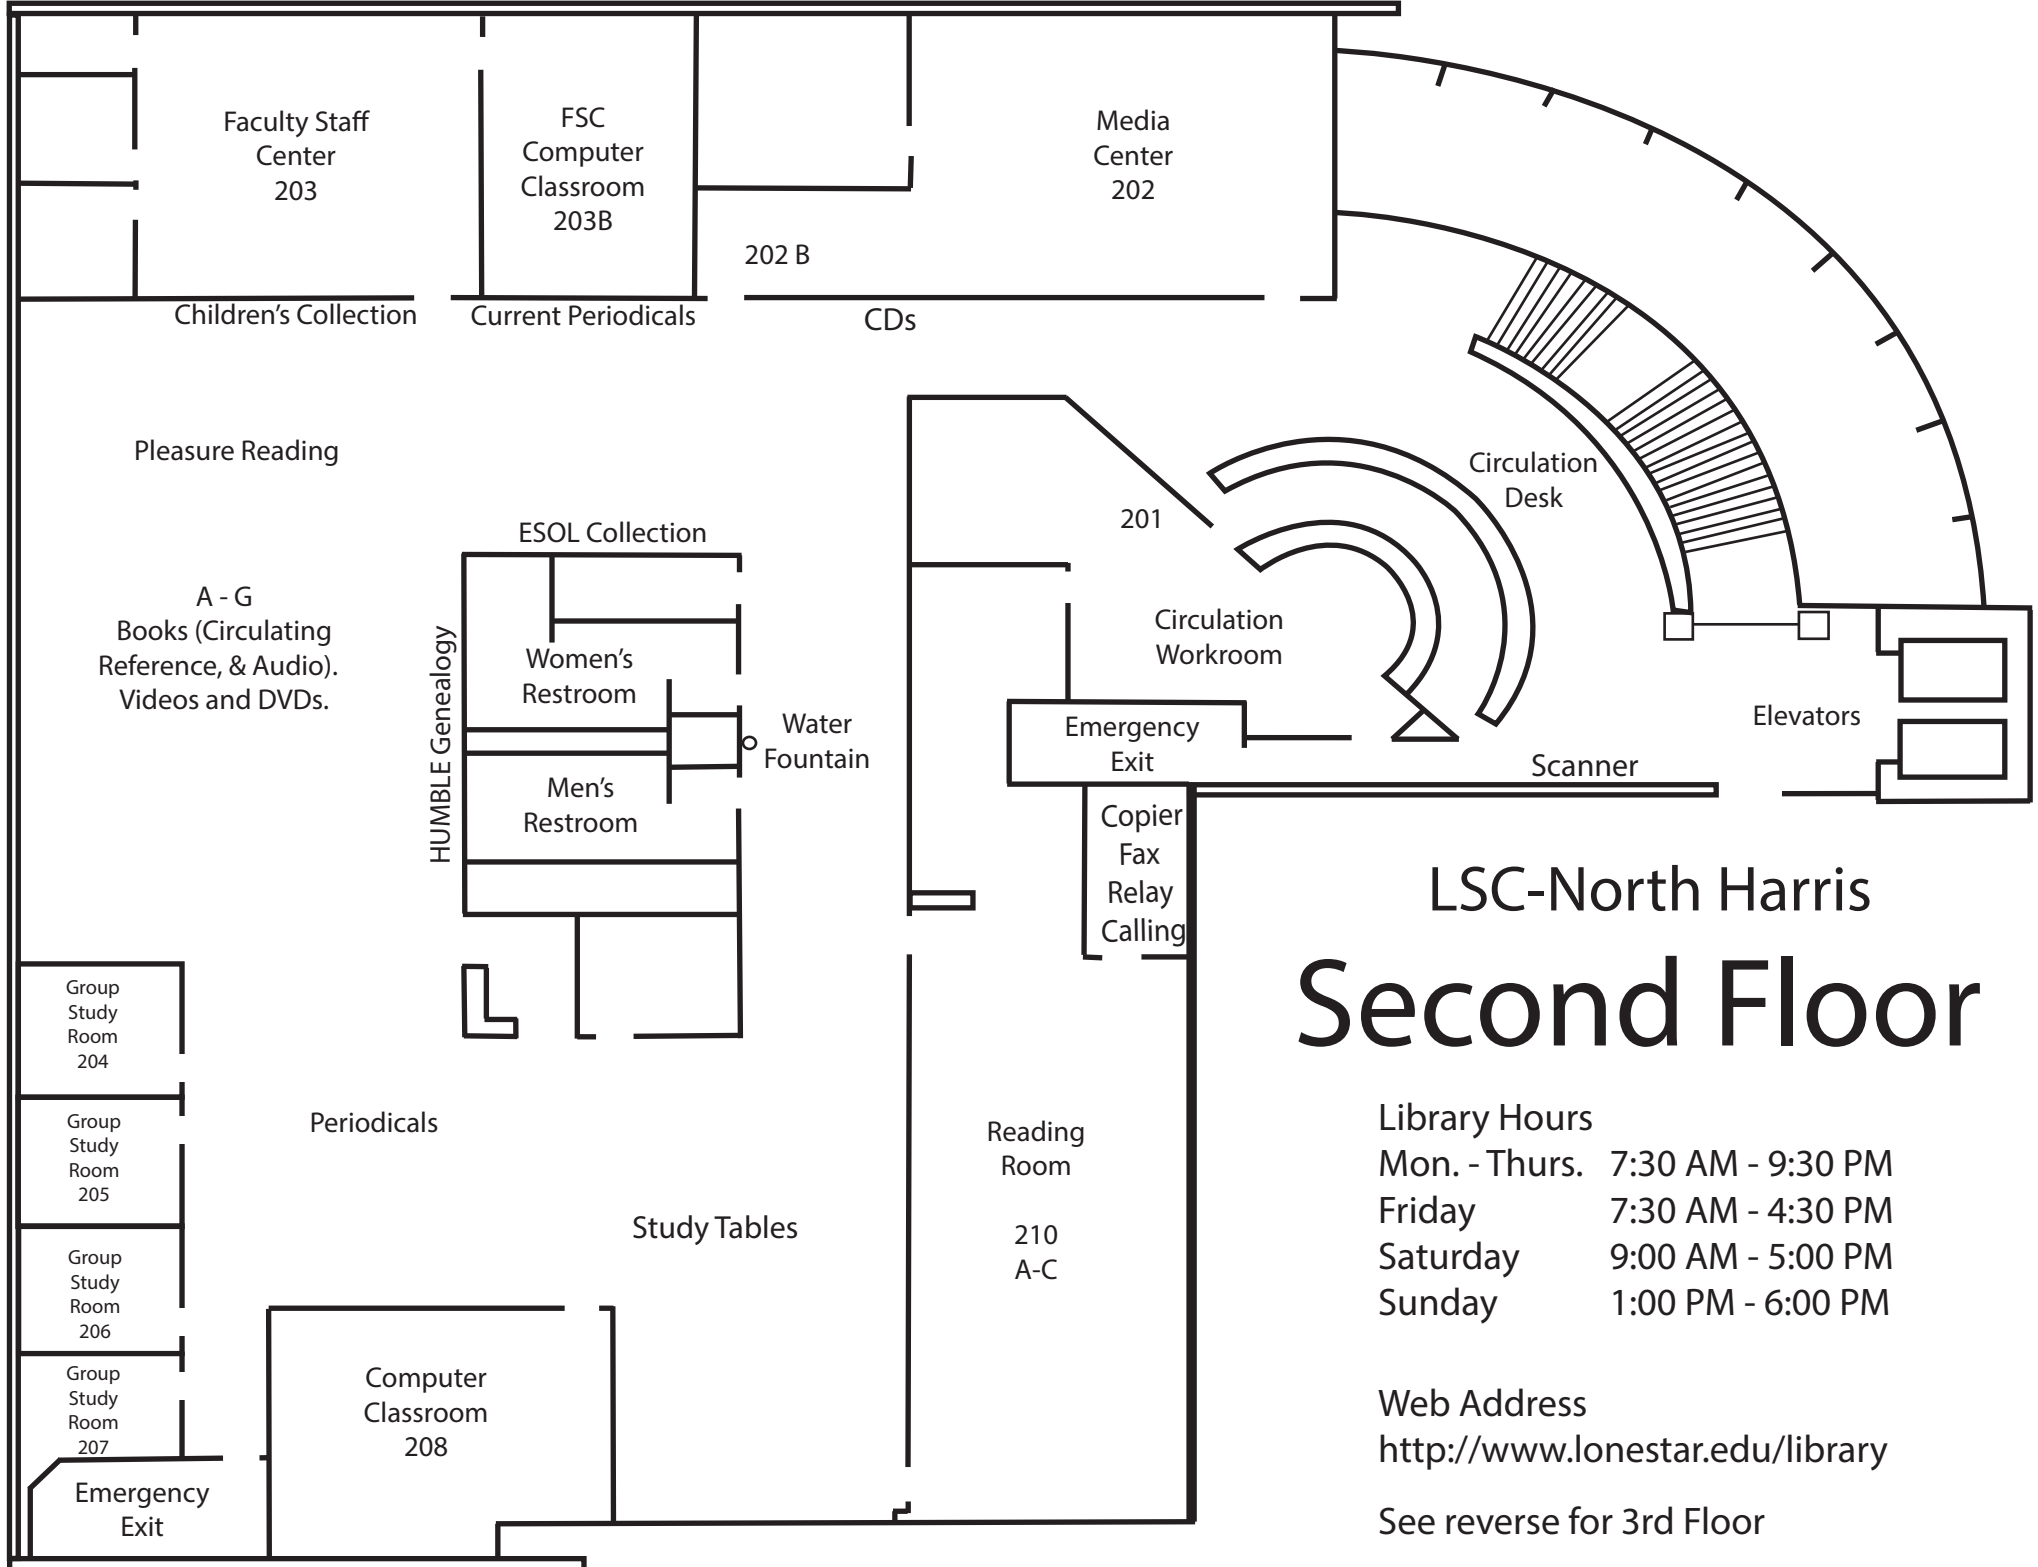 Faculty Staff
Center
203
FSC
Computer
Classroom
203B
Media
Center
202
202 B
Children's Collection
Current Periodicals
CDs
Pleasure Reading
Circulation
Desk
201
ESOL Collection
A - G
Books (Circulating
Reference, & Audio).
Videos and DVDs.
HUMBLE Genealogy
Women's
Restroom
Men's
Restroom
Water
Fountain
Circulation
Workroom
Emergency
Exit
Elevators
Scanner
Copier
Fax
Relay
Calling
LSC-North Harris
Second Floor
Group
Study
Room
204
Group
Study
Room
205
Group
Study
Room
206
Group
Study
Room
207
Periodicals
Study Tables
Reading
Room
210
A-C
Computer
Classroom
208
Emergency
Exit
Library Hours
Mon. - Thurs. 7:30 AM - 9:30 PM
Friday 7:30 AM - 4:30 PM
Saturday 9:00 AM - 5:00 PM
Sunday 1:00 PM - 6:00 PM
Web Address
http://www.lonestar.edu/library
See reverse for 3rd Floor